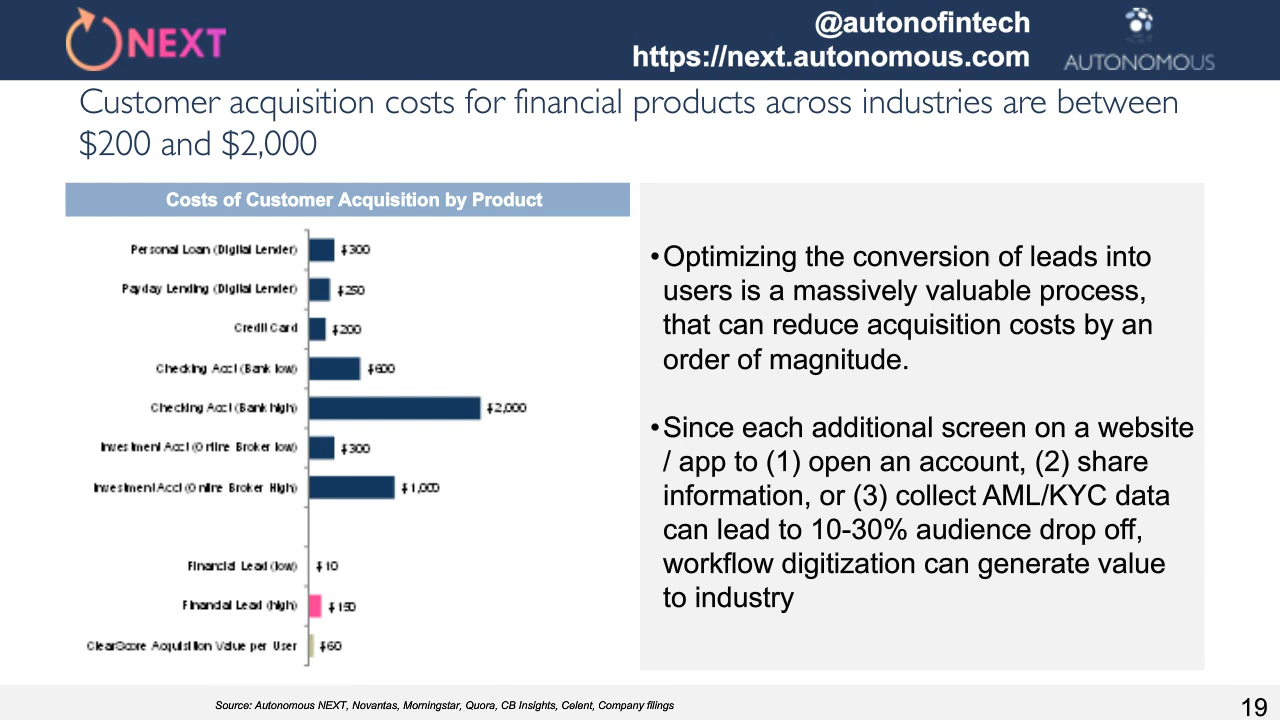 NEXT
@autonofintech
https://next.autonomous.com
AUTONOMOUS
Customer acquisition costs for financial products across industries are between
$200 and $2,000
Costs of Customer Acquisition by Product
Personal Loan (Digital Lender) $300
Payday Lending (Digital Lender) $250
Credit Card $200
Checking Acct (Bank low) $600
Checking Acct (Bank high) $2,000
Investment Acct (Online Broker low) $300
Investment Acct (Online Broker High) $1,000
Financial Lead (low) $10
Financial Lead (high) $150
ClearScore Acquisition Value per User $60
•Optimizing the conversion of leads into
users is a massively valuable process,
that can reduce acquisition costs by an
order of magnitude.
•Since each additional screen on a website
/ app to (1) open an account, (2) share
information, or (3) collect AML/KYC data
can lead to 10-30% audience drop off,
workflow digitization can generate value
to industry
Source: Autonomous NEXT, Novantas, Morningstar, Quora, CB Insights, Celent, Company filings
19